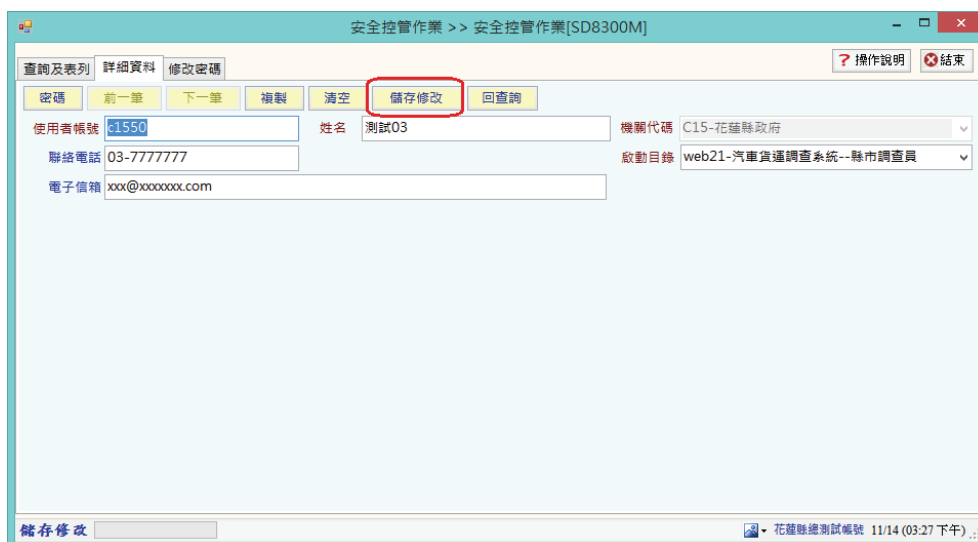 安全控管作業 >> 安全控管作業[SD8300M]
查詢及表列 詳細資料 修改密碼 ? 操作說明 結束
密碼 前一筆 下一筆 複製 清空 儲存修改 回查詢
使用者帳號 c1550 姓名 測試03 機關代碼 C15-花蓮縣政府
聯絡電話 03-7777777 啟動目錄 web21-汽車貨運調查系統--縣市調查員
電子信箱 xxx@xxxxxxx.com
儲存修改 花蓮縣總測試帳號 11/14 (03:27 下午)